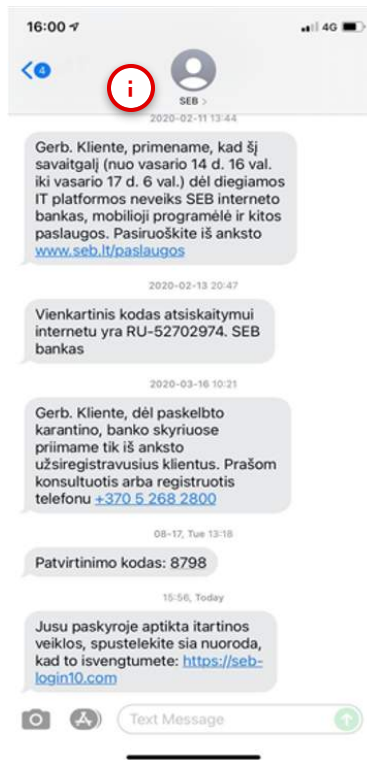 16:00
4G
4
i
SEB >
2020-02-11 13:44
Gerb. Kliente, primename, kad šį
savaitgalį (nuo vasario 14 d. 16 val.
iki vasario 17 d. 6 val.) dėl diegiamos
IT platformos neveiks SEB interneto
bankas, mobilioji programėlė ir kitos
paslaugos. Pasiruoškite iš anksto
www.seb.lt/paslaugos
2020-02-13 20:47
Vienkartinis kodas atsiskaitymui
internetu yra RU-52702974. SEB
bankas
2020-03-16 10:21
Gerb. Kliente, dėl paskelbto
karantino, banko skyriuose
priimame tik iš anksto
užsiregistravusius klientus. Prašom
konsultuotis arba registruotis
telefonu +370 5 268 2800
08-17, Tue 13:18
Patvirtinimo kodas: 8798
15:56, Today
Jusu paskyroje aptikta itartinos
veiklos, spustelekite sia nuoroda,
kad to isvengtumete: https://seb-
login10.com
Text Message